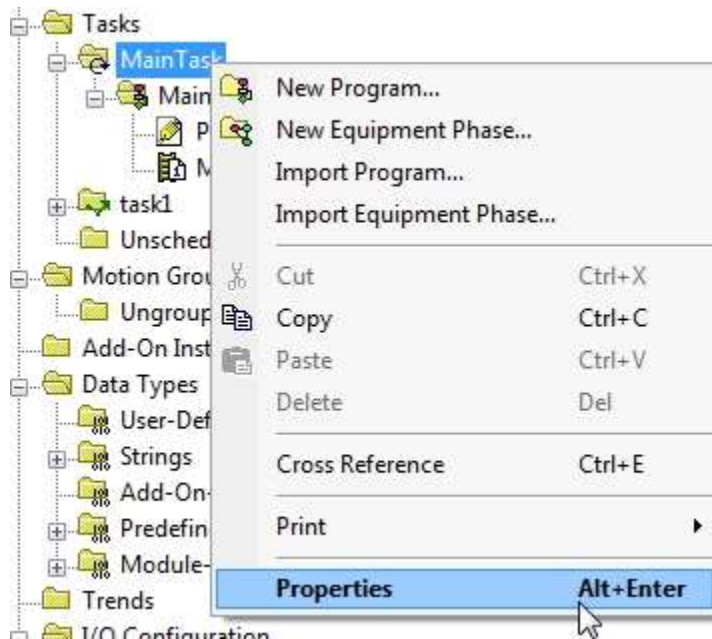 Tasks
MainTask
Main
New Program...
P
New Equipment Phase...
M
Import Program...
task1
Import Equipment Phase...
Unsched
Motion Grou
Cut Ctrl+X
Ungroup
Copy Ctrl+C
Add-On Inst
Paste Ctrl+V
Data Types
Delete Del
User-Def
Strings
Cross Reference Ctrl+E
Add-On-
Predefin
Print
Module-
Properties Alt+Enter
Trends
I/O Configuration